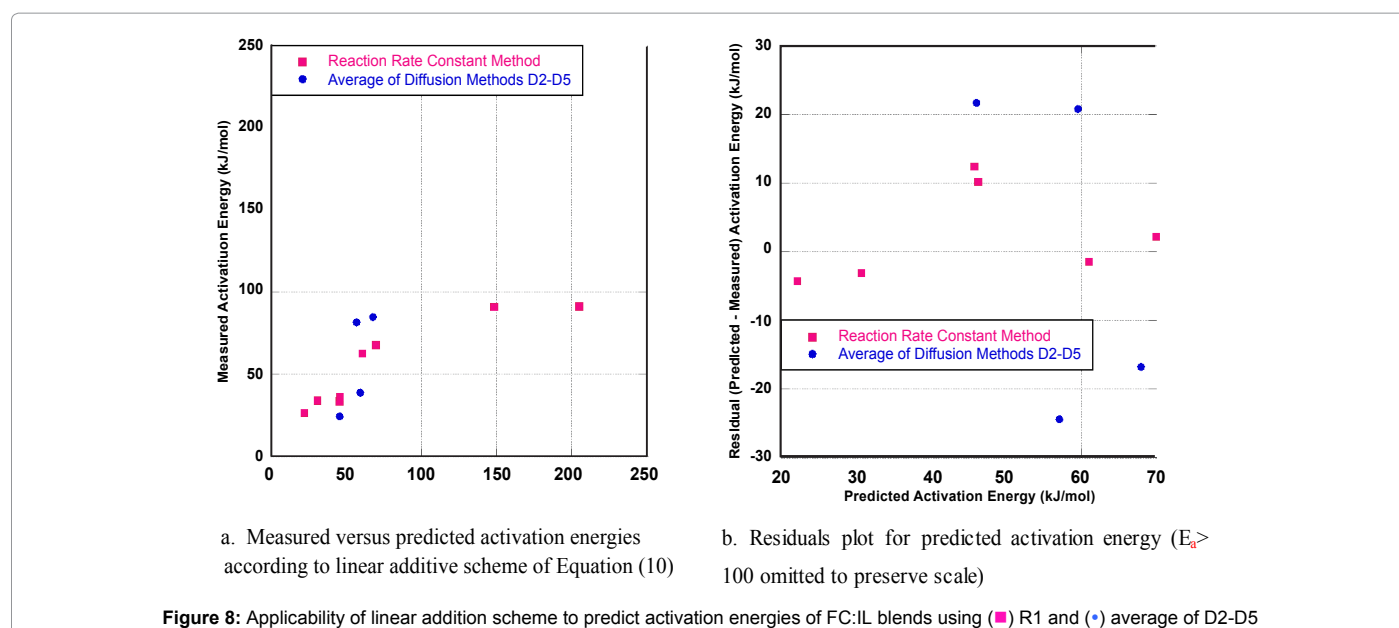 250
200
150
100
50
0
Measured Activatiuon Energy (kJ/mol)
Reaction Rate Constant Method
Average of Diffusion Methods D2-D5
0 50 100 150 200 250
a. Measured versus predicted activation energies
according to linear additive scheme of Equation (10)
30
20
10
0
-10
-20
-30
Residual (Predicted - Measured) Activatiuon Energy (kJ/mol)
Reaction Rate Constant Method
Average of Diffusion Methods D2-D5
20 30 40 50 60 70
Predicted Activation Energy (kJ/mol)
b. Residuals plot for predicted activation energy (Ea>
100 omitted to preserve scale)
Figure 8: Applicability of linear addition scheme to predict activation energies of FC:IL blends using (■) R1 and (•) average of D2-D5